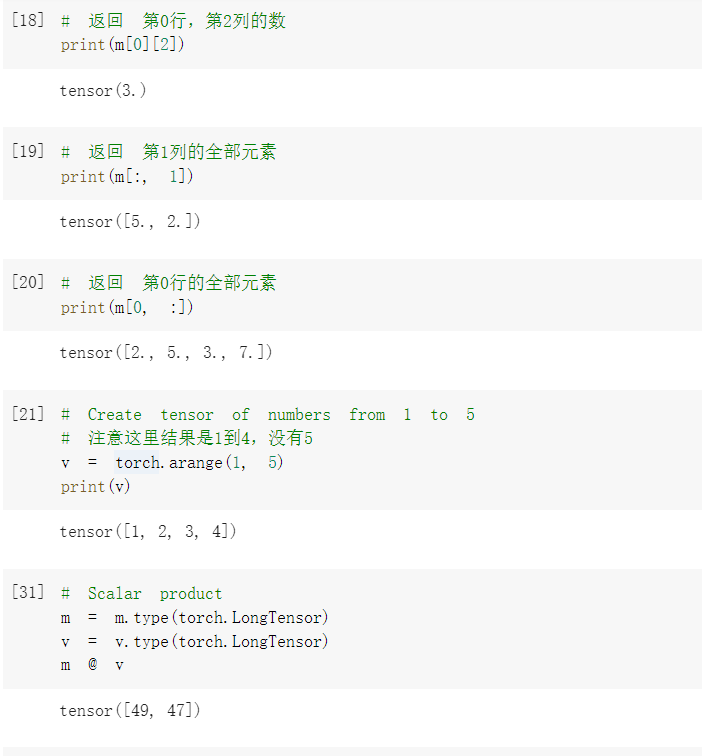 [18] # 返回 第0行，第2列的数
print(m[0][2])
tensor(3.)
[19] # 返回 第1列的全部元素
print(m[:, 1])
tensor([5., 2.])
[20] # 返回 第0行的全部元素
print(m[0, :])
tensor([2., 5., 3., 7.])
[21] # Create tensor of numbers from 1 to 5
# 注意这里结果是1到4，没有5
v = torch.arange(1, 5)
print(v)
tensor([1, 2, 3, 4])
[31] # Scalar product
m = m.type(torch.LongTensor)
v = v.type(torch.LongTensor)
m @ v
tensor([49, 47])